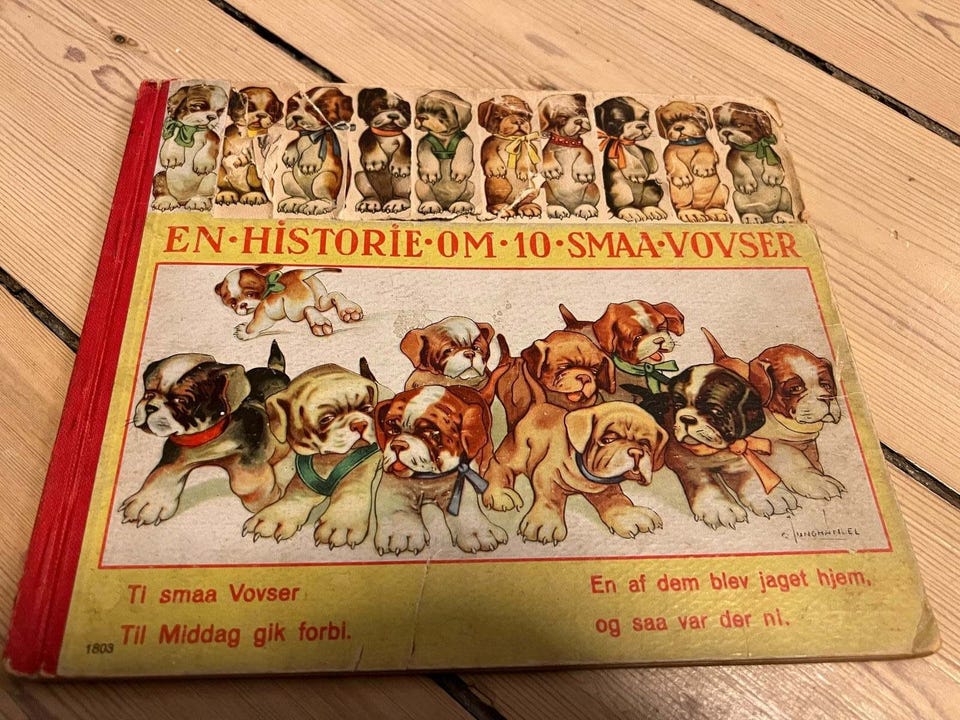 EN·HISTORIE·OM·10·SMAA·VOVSER
Ti smaa Vovser
Til Middag gik forbi.
En af dem blev jaget hjem,
og saa var der ni.
1803